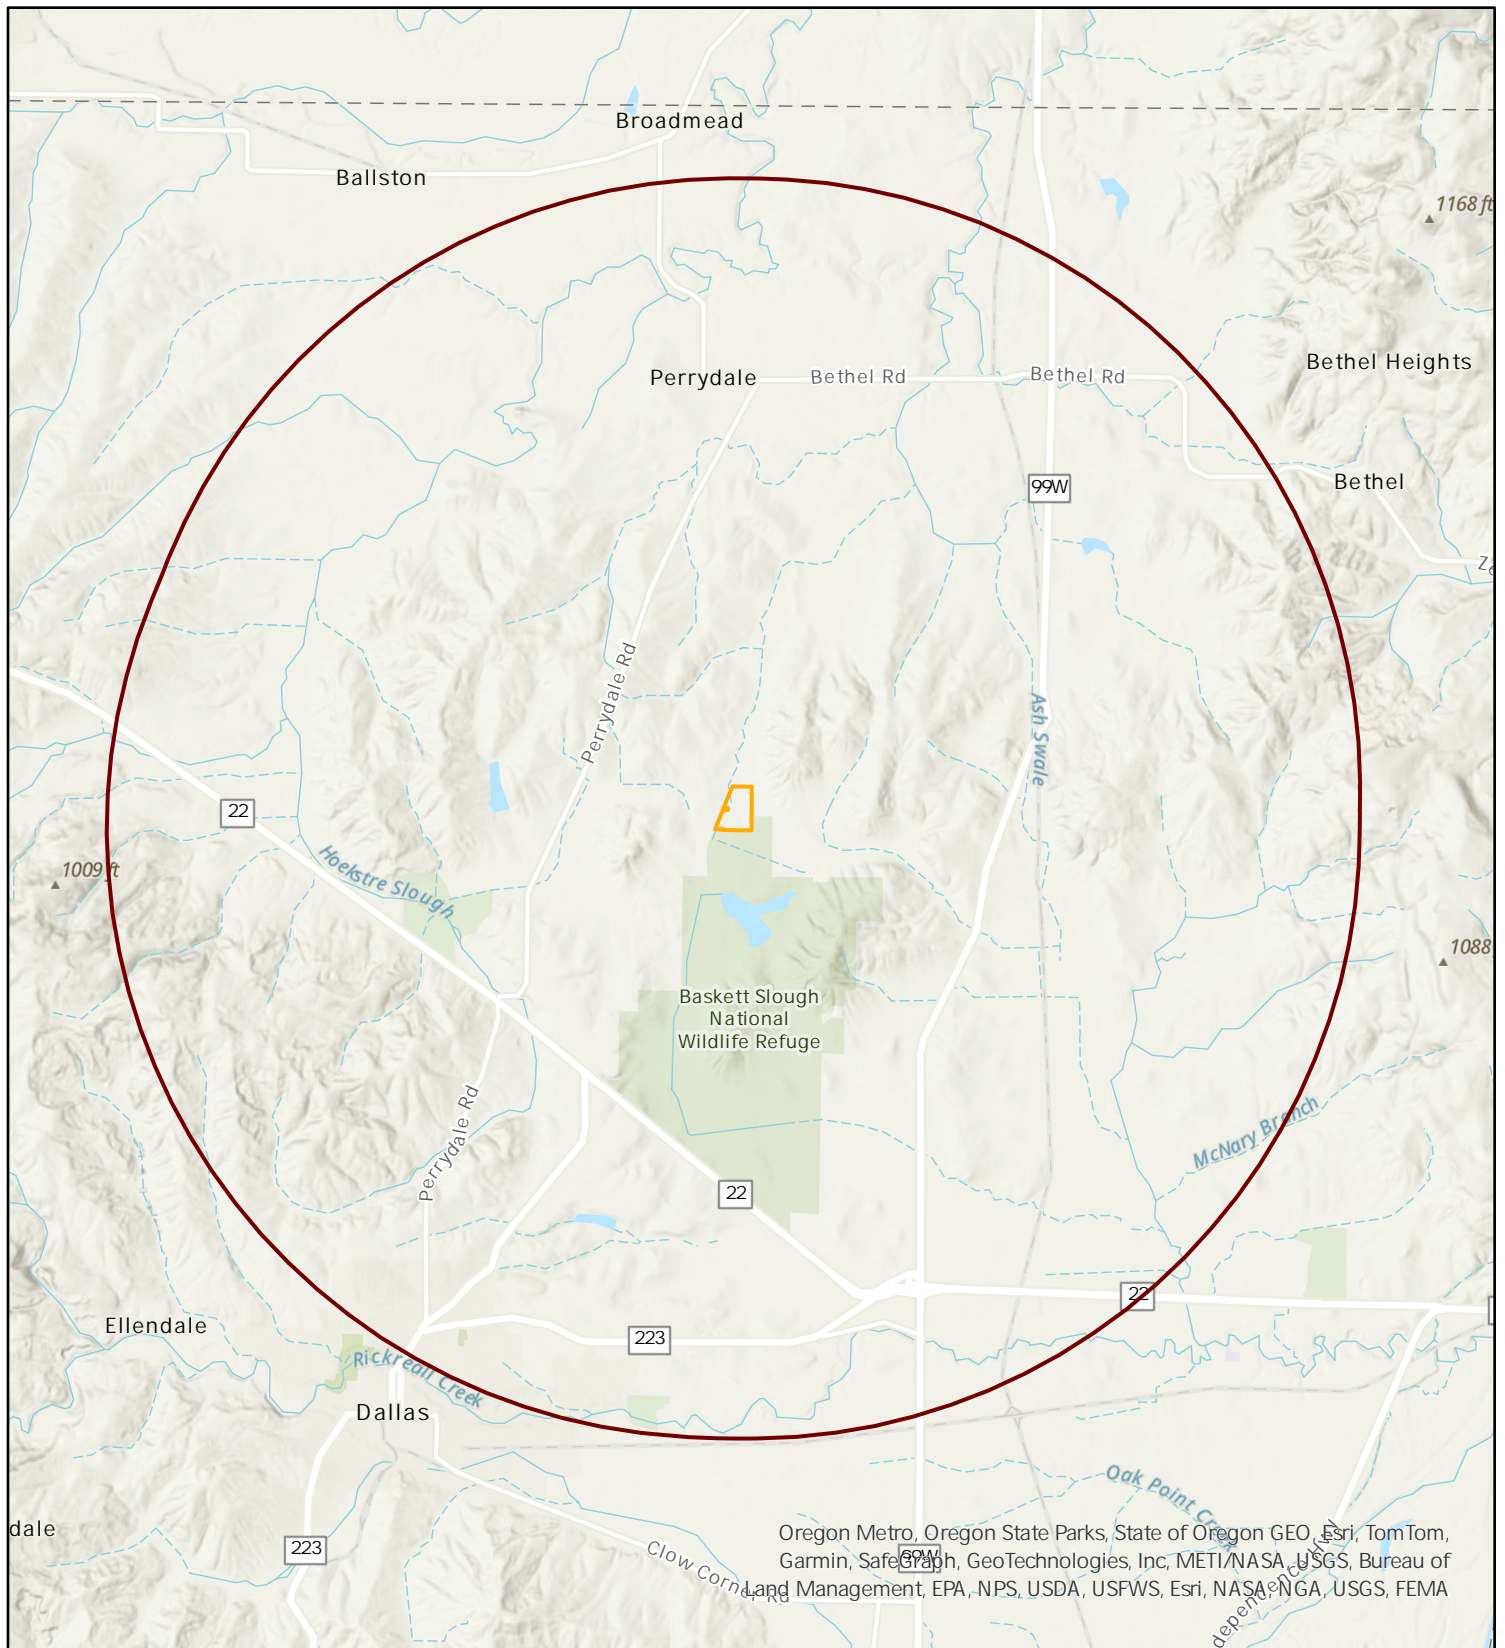 Broadmead
Ballston
1168 ft
Bethel Heights
Perrydale
Bethel Rd
Bethel Rd
Bethel
99W
Perrydale Rd
Ash Swale
22
Hoekstre Slough
1009 ft
1088
Baskett Slough
National
Wildlife Refuge
Perrydale Rd
McNary Branch
22
22
Ellendale
223
Rickreall Creek
Dallas
Oak Point Creek
dale
223
Clow Corner Rd
99W
dependence Hwy
Oregon Metro, Oregon State Parks, State of Oregon GEO, Esri, TomTom,
Garmin, SafeGraph, GeoTechnologies, Inc, METI/NASA, USGS, Bureau of
Land Management, EPA, NPS, USDA, USFWS, Esri, NASA, NGA, USGS, FEMA